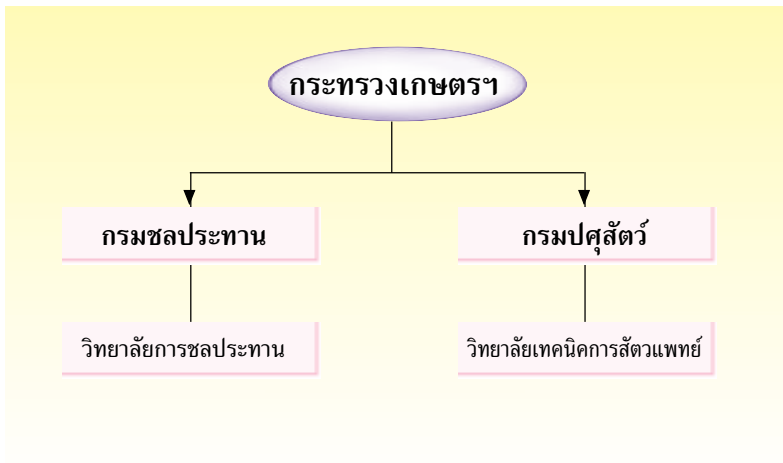 กระทรวงเกษตรฯ
กรมชลประทาน
กรมปศุสัตว์
วิทยาลัยการชลประทาน
วิทยาลัยเทคนิคการสัตวแพทย์